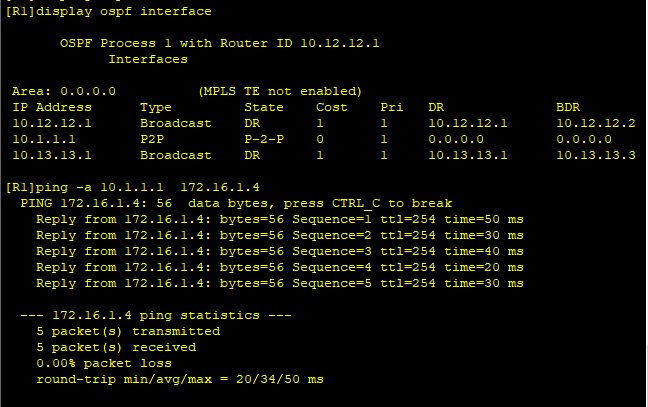 [R1]display ospf interface
OSPF Process 1 with Router ID 10.12.12.1
Interfaces
Area: 0.0.0.0 (MPLS TE not enabled)
IP Address Type State Cost Pri DR BDR
10.12.12.1 Broadcast DR 1 1 10.12.12.1 10.12.12.2
10.1.1.1 P2P P-2-P 0 1 0.0.0.0 0.0.0.0
10.13.13.1 Broadcast DR 1 1 10.13.13.1 10.13.13.3
[R1]ping -a 10.1.1.1 172.16.1.4
PING 172.16.1.4: 56 data bytes, press CTRL_C to break
Reply from 172.16.1.4: bytes=56 Sequence=1 ttl=254 time=50 ms
Reply from 172.16.1.4: bytes=56 Sequence=2 ttl=254 time=30 ms
Reply from 172.16.1.4: bytes=56 Sequence=3 ttl=254 time=40 ms
Reply from 172.16.1.4: bytes=56 Sequence=4 ttl=254 time=20 ms
Reply from 172.16.1.4: bytes=56 Sequence=5 ttl=254 time=30 ms
--- 172.16.1.4 ping statistics ---
5 packet(s) transmitted
5 packet(s) received
0.00% packet loss
round-trip min/avg/max = 20/34/50 ms